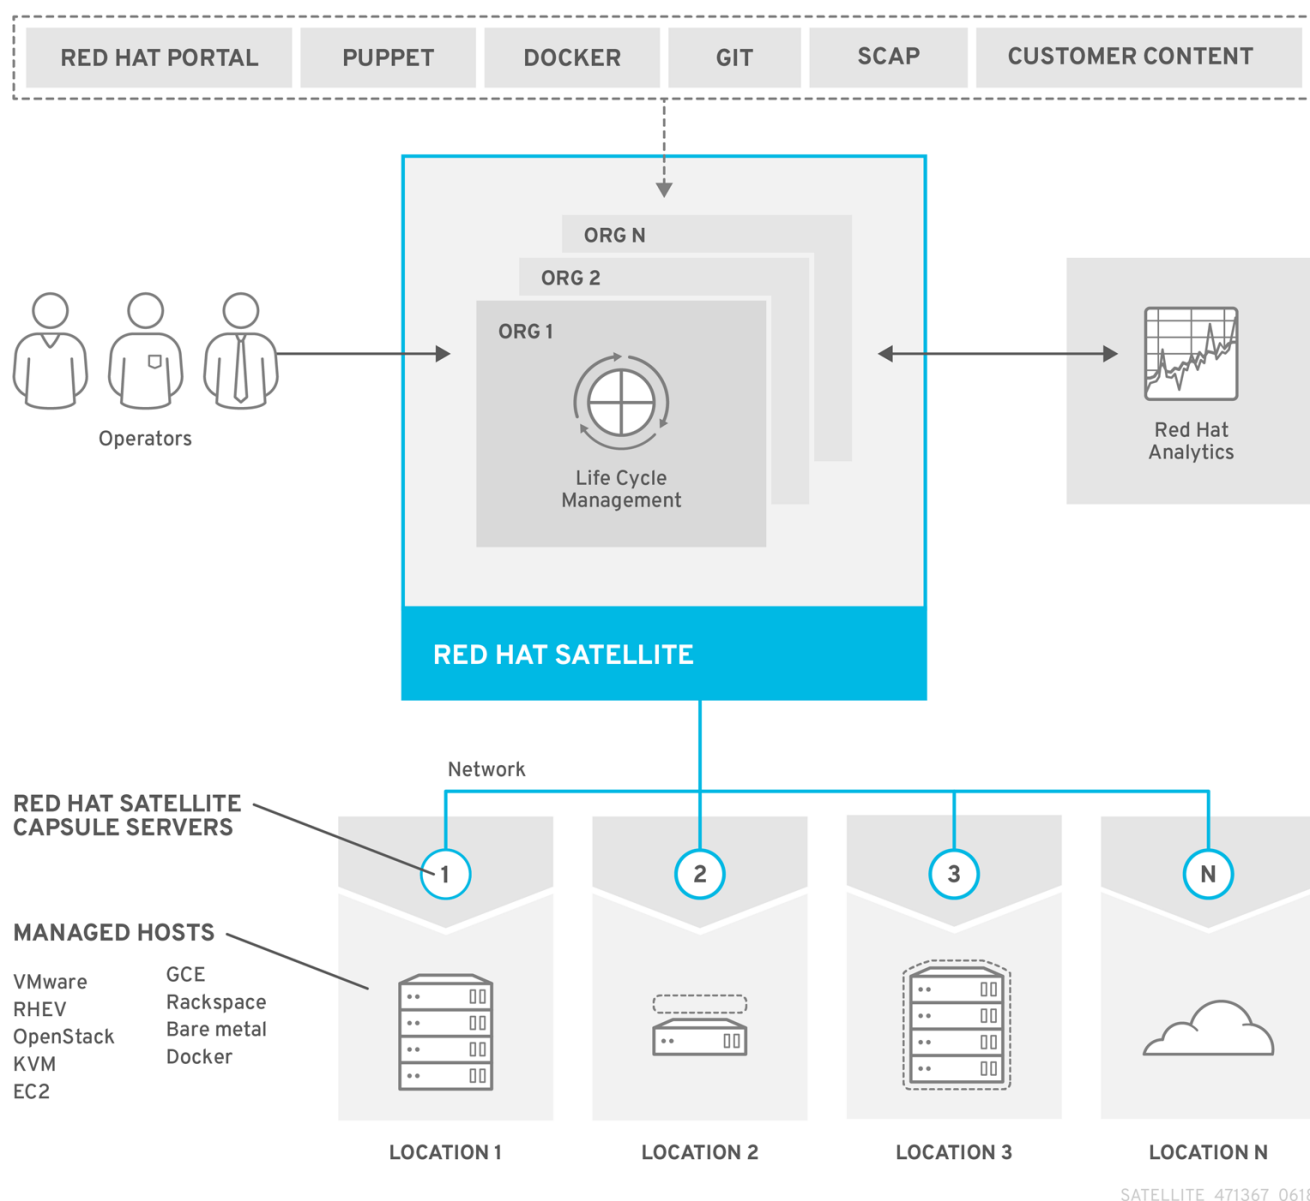 RED HAT PORTAL
PUPPET
DOCKER
GIT
SCAP
CUSTOMER CONTENT
ORG N
ORG 2
ORG 1
Life Cycle
Management
Operators
Red Hat
Analytics
RED HAT SATELLITE
Network
RED HAT SATELLITE
CAPSULE SERVERS
1
2
3
N
MANAGED HOSTS
VMware
RHEV
OpenStack
KVM
EC2
GCE
Rackspace
Bare metal
Docker
LOCATION 1
LOCATION 2
LOCATION 3
LOCATION N
SATELLITE_471367_0618